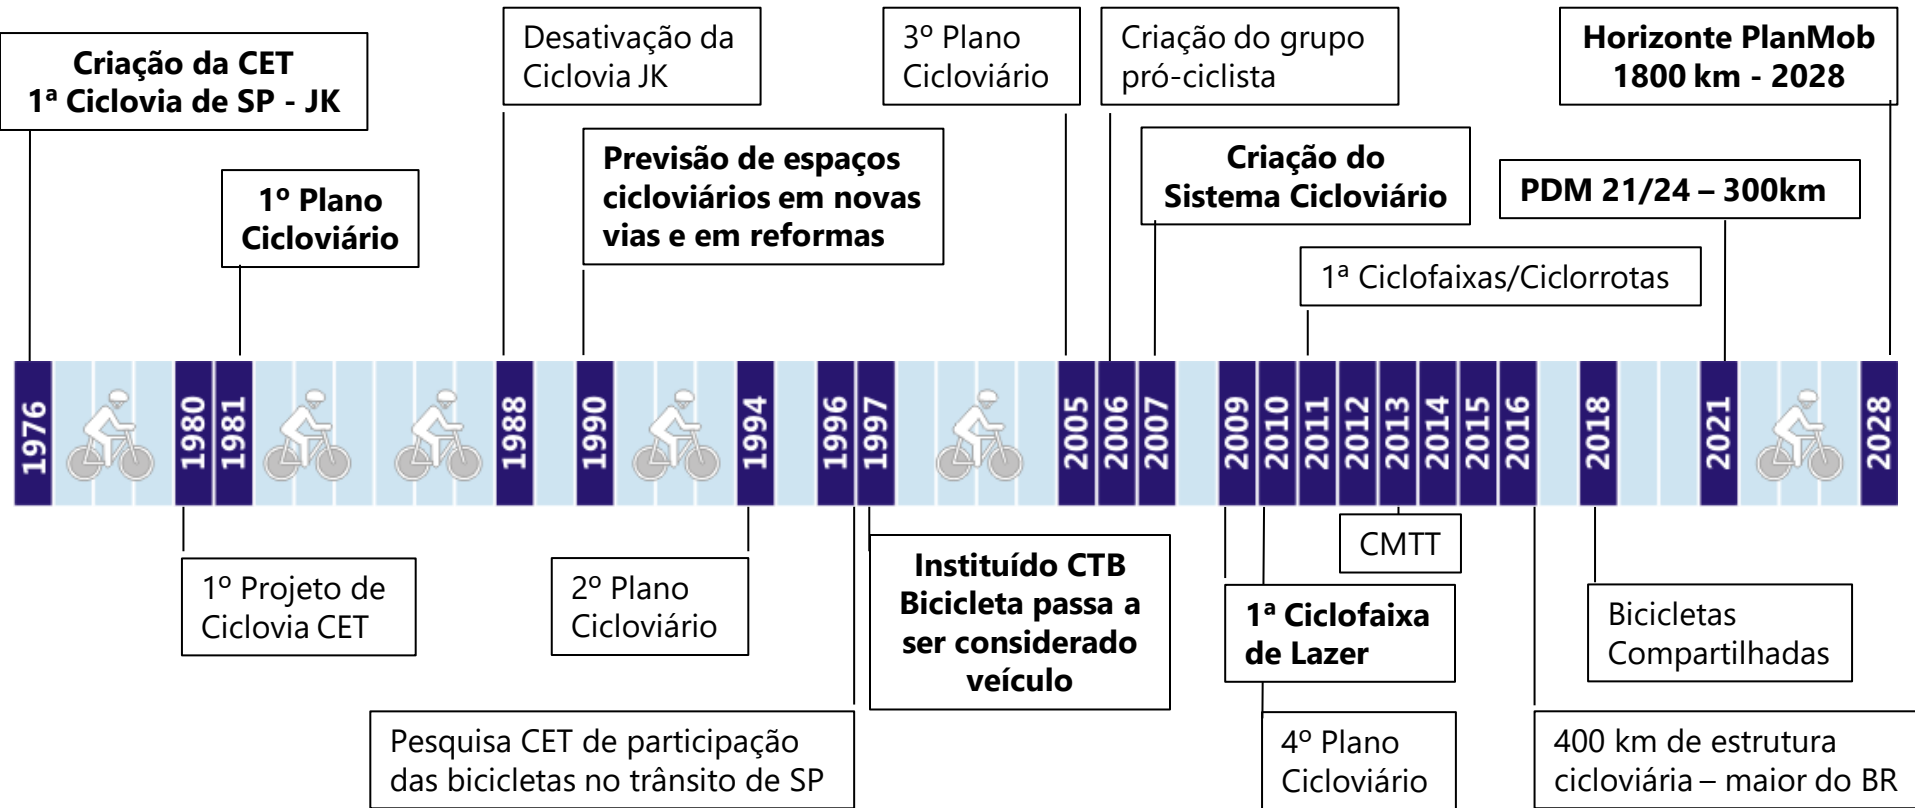 Criação da CET
1ª Ciclovia de SP - JK
1º Plano
Cicloviário
Desativação da
Ciclovia JK
Previsão de espaços
cicloviários em novas
vias e em reformas
3º Plano
Cicloviário
Criação do grupo
pró-ciclista
Criação do
Sistema Cicloviário
1ª Ciclofaixas/Ciclorrotas
Horizonte PlanMob
1800 km - 2028
PDM 21/24 – 300km
1976
1980
1981
1988
1990
1994
1996
1997
2005
2006
2007
2009
2010
2011
2012
2013
2014
2015
2016
2018
2021
2028
1º Projeto de
Ciclovia CET
2º Plano
Cicloviário
Pesquisa CET de participação
das bicicletas no trânsito de SP
Instituído CTB
Bicicleta passa a
ser considerado
veículo
1ª Ciclofaixa
de Lazer
4º Plano
Cicloviário
CMTT
Bicicletas
Compartilhadas
400 km de estrutura
cicloviária – maior do BR